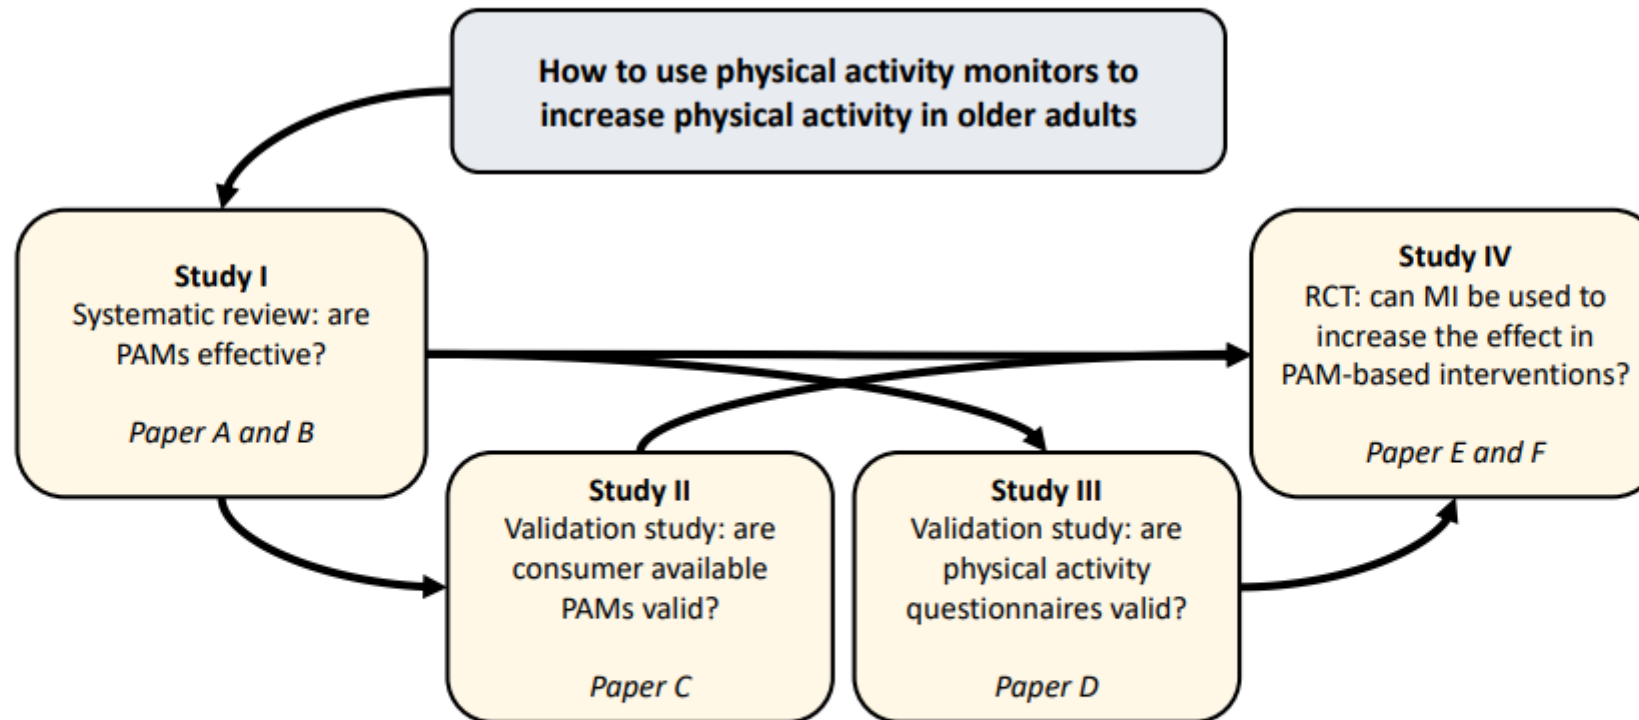 How to use physical activity monitors to
increase physical activity in older adults
Study I
Systematic review: are
PAMs effective?
Paper A and B
Study II
Validation study: are
consumer available
PAMs valid?
Paper C
Study III
Validation study: are
physical activity
questionnaires valid?
Paper D
Study IV
RCT: can MI be used to
increase the effect in
PAM-based interventions?
Paper E and F